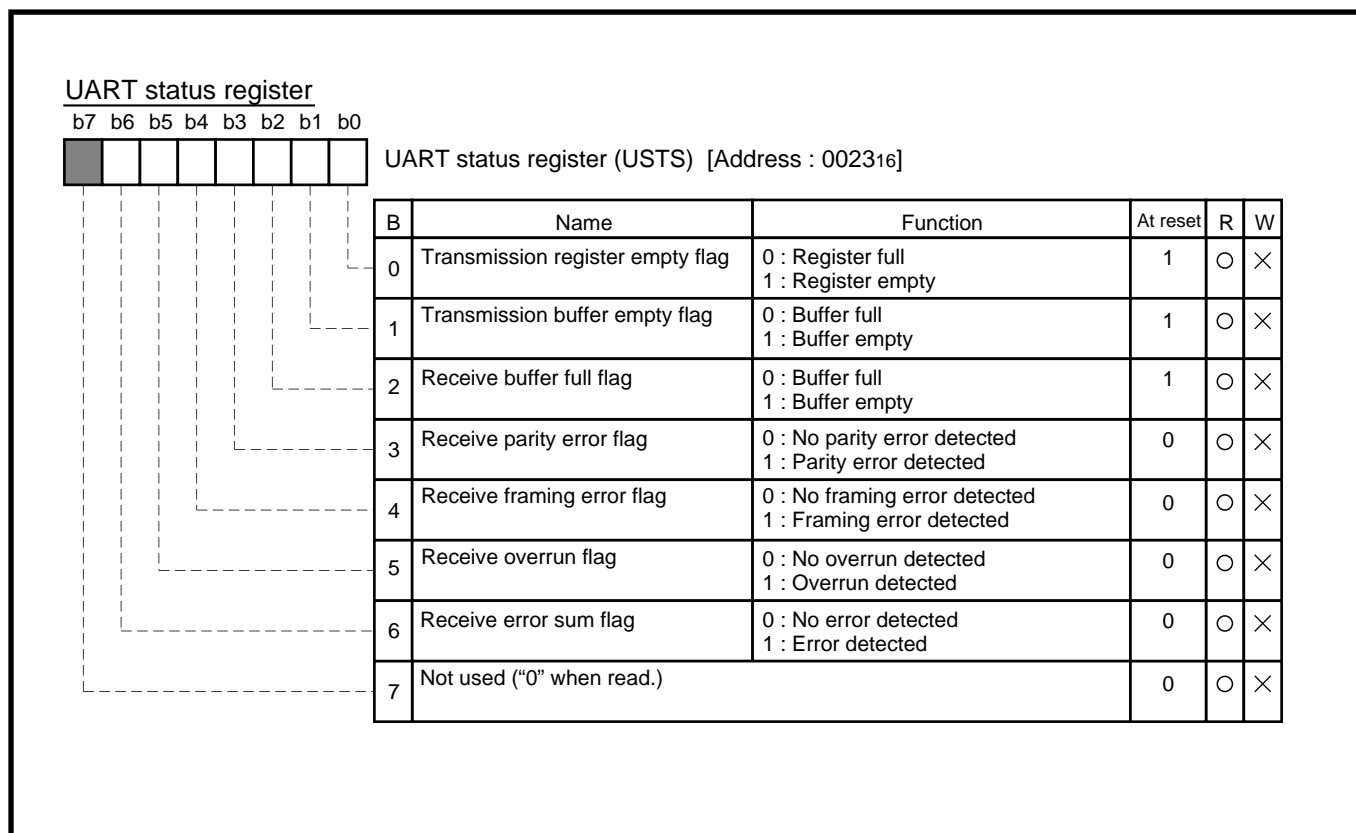 UART status register
b7 b6 b5 b4 b3 b2 b1 b0
UART status register (USTS) [Address : 002316]
B Name Function At reset R W
0 Transmission register empty flag 0 : Register full 1 ○ ×
1 : Register empty
1 Transmission buffer empty flag 0 : Buffer full 1 ○ ×
1 : Buffer empty
2 Receive buffer full flag 0 : Buffer full 1 ○ ×
1 : Buffer empty
3 Receive parity error flag 0 : No parity error detected 0 ○ ×
1 : Parity error detected
4 Receive framing error flag 0 : No framing error detected 0 ○ ×
1 : Framing error detected
5 Receive overrun flag 0 : No overrun detected 0 ○ ×
1 : Overrun detected
6 Receive error sum flag 0 : No error detected 0 ○ ×
1 : Error detected
7 Not used (“0” when read.) 0 ○ ×